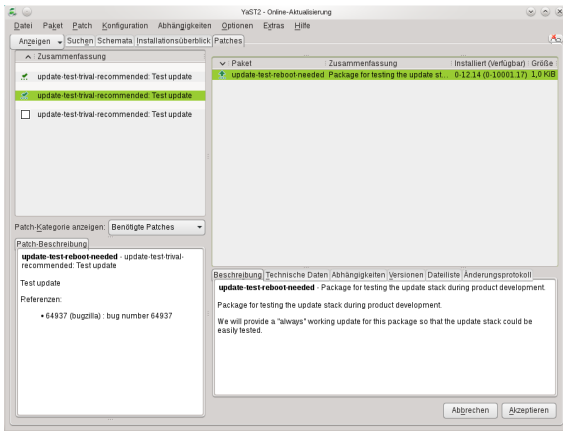 YaST2 - Online-Aktualisierung
Datei Paket Patch Konfiguration Abhängigkeiten Optionen Extras Hilfe
Anzeigen Suchen Schemata Installationsüberblick Patches
Zusammenfassung
update-test-trival-recommended: Test update
update-test-trival-recommended: Test update
update-test-trival-recommended: Test update
Patch-Kategorie anzeigen: Benötigte Patches
Patch-Beschreibung
update-test-reboot-needed - update-test-trival-
recommended: Test update
Test update
Referenzen:
• 64937 (bugzilla) : bug number 64937
Paket Zusammenfassung Installiert (Verfügbar) Größe
update-test-reboot-needed Package for testing the update st... 0-12.14 (0-10001.17) 1,0 KiB
Beschreibung Technische Daten Abhängigkeiten Versionen Dateiliste Änderungsprotokoll
update-test-reboot-needed - Package for testing the update stack during product development.
Package for testing the update stack during product development.
We will provide a "always" working update for this package so that the update stack could be
easily tested.
Abbrechen Akzeptieren